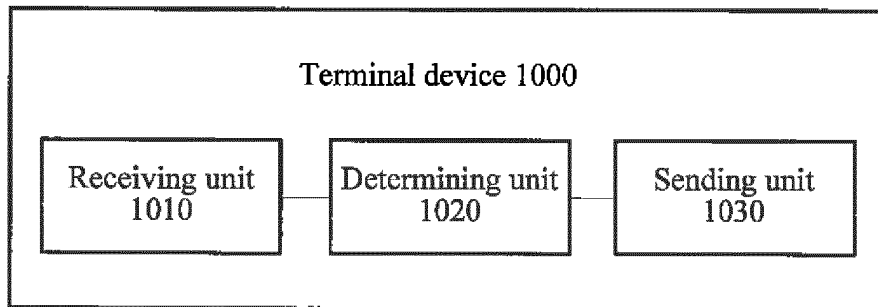 Terminal device 1000
Receiving unit
1010
Determining unit
1020
Sending unit
1030